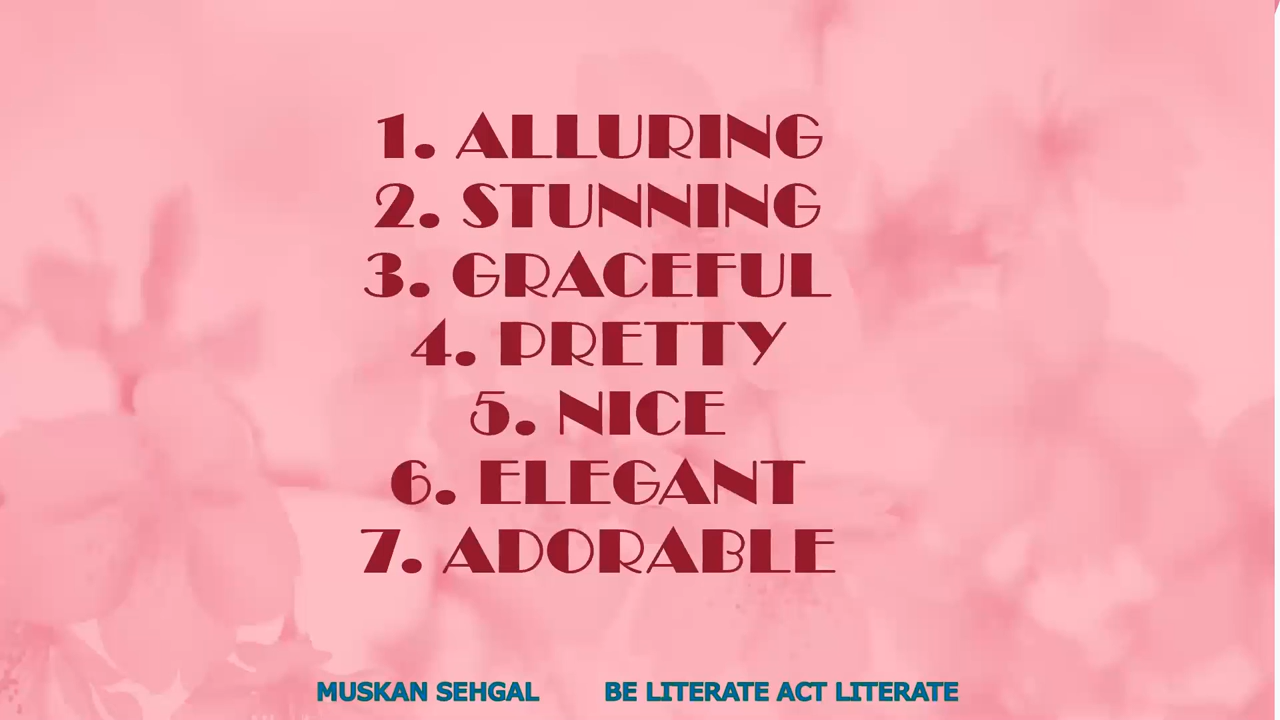 1. ALLURING
2. STUNNING
3. GRACEFUL
4. PRETTY
5. NICE
6. ELEGANT
7. ADORABLE
MUSKAN SEHGAL BE LITERATE ACT LITERATE